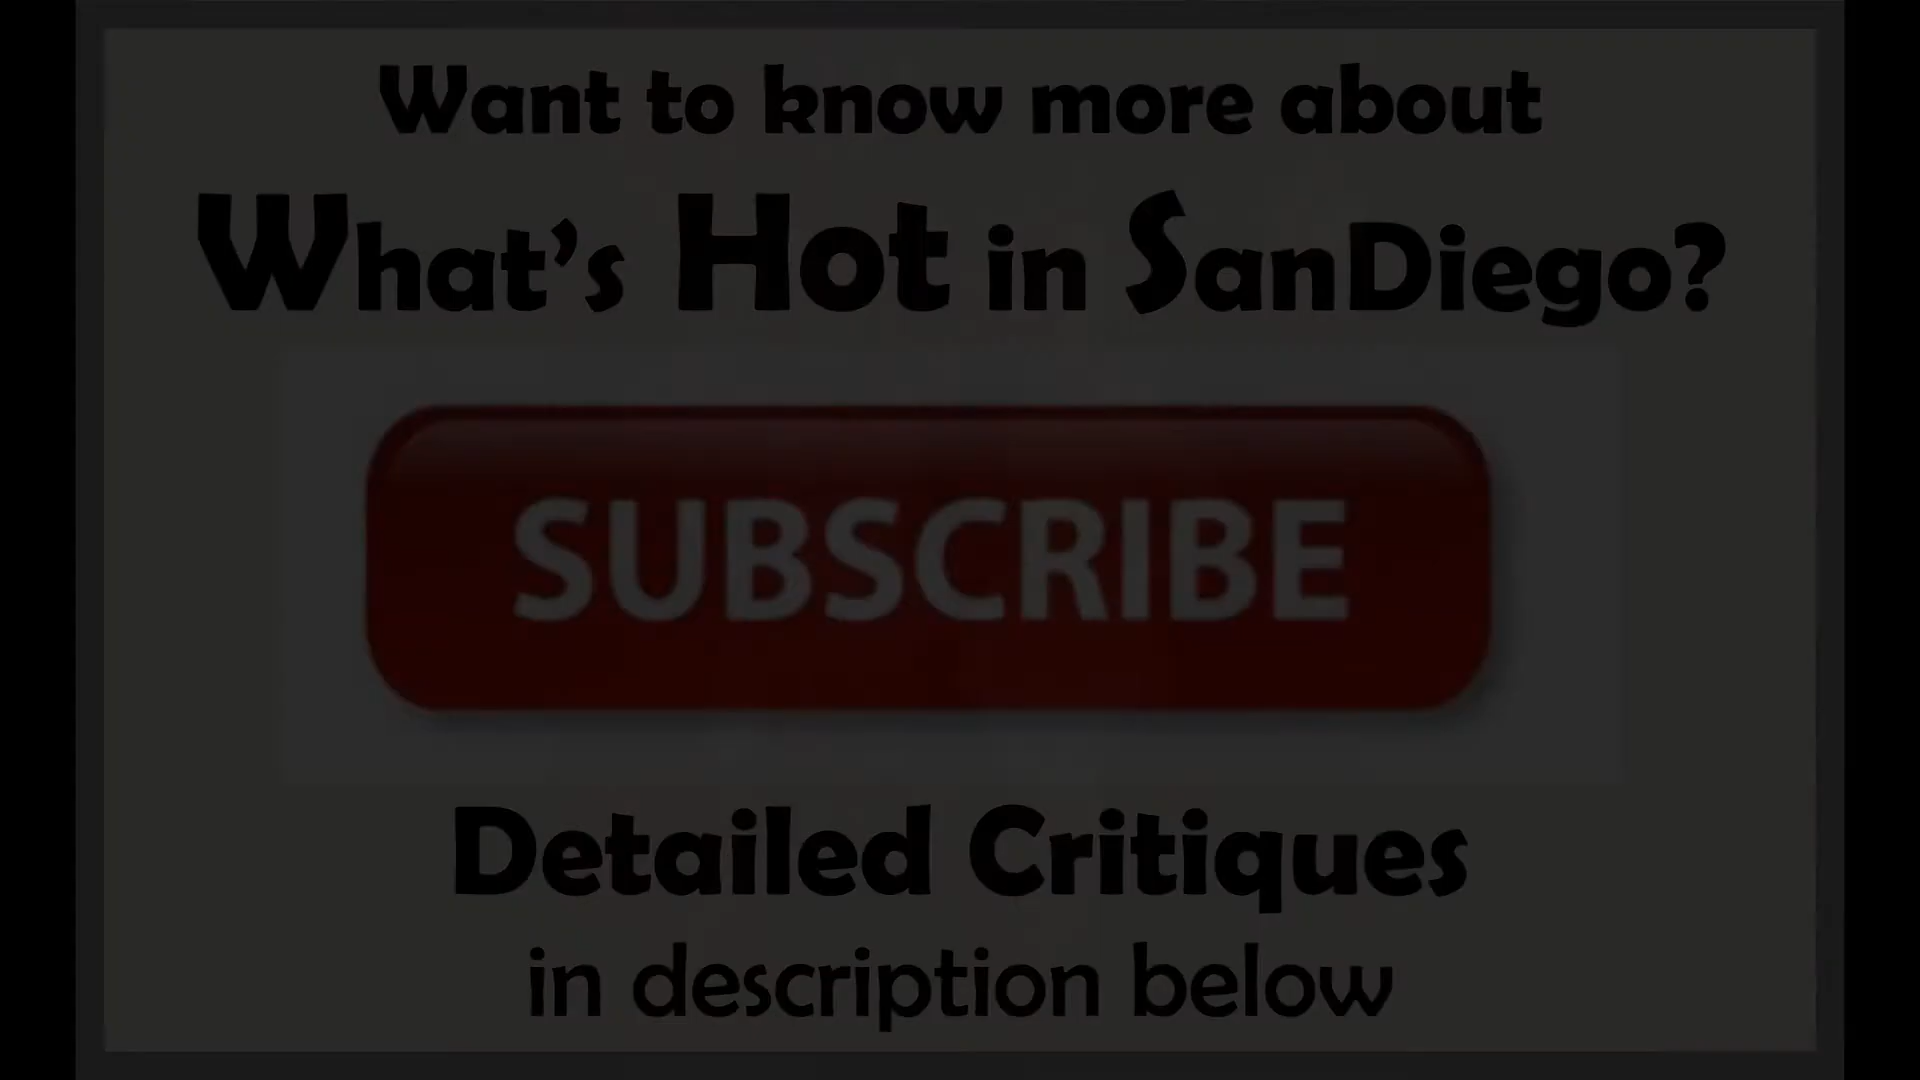 Want to know more about
What's Hot in SanDiego?
SUBSCRIBE
Detailed Critiques
in description below